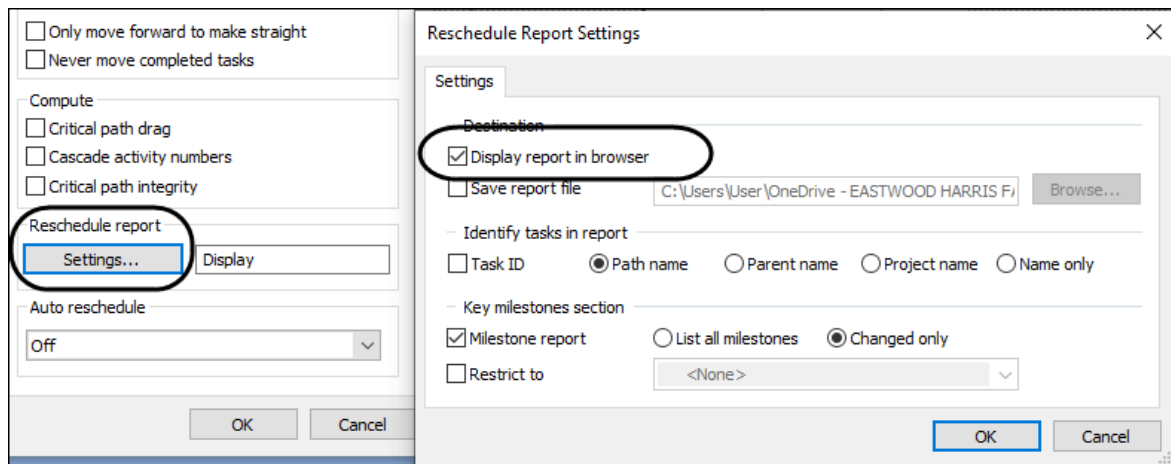 Only move forward to make straight
Never move completed tasks
Compute
Critical path drag
Cascade activity numbers
Critical path integrity
Reschedule report
Settings... Display
Auto reschedule
Off
OK Cancel
Reschedule Report Settings
Settings
Destination
Display report in browser
Save report file C:\Users\User\OneDrive - EASTWOOD HARRIS F Browse...
Identify tasks in report
Task ID Path name Parent name Project name Name only
Key milestones section
Milestone report List all milestones Changed only
Restrict to <None>
OK Cancel